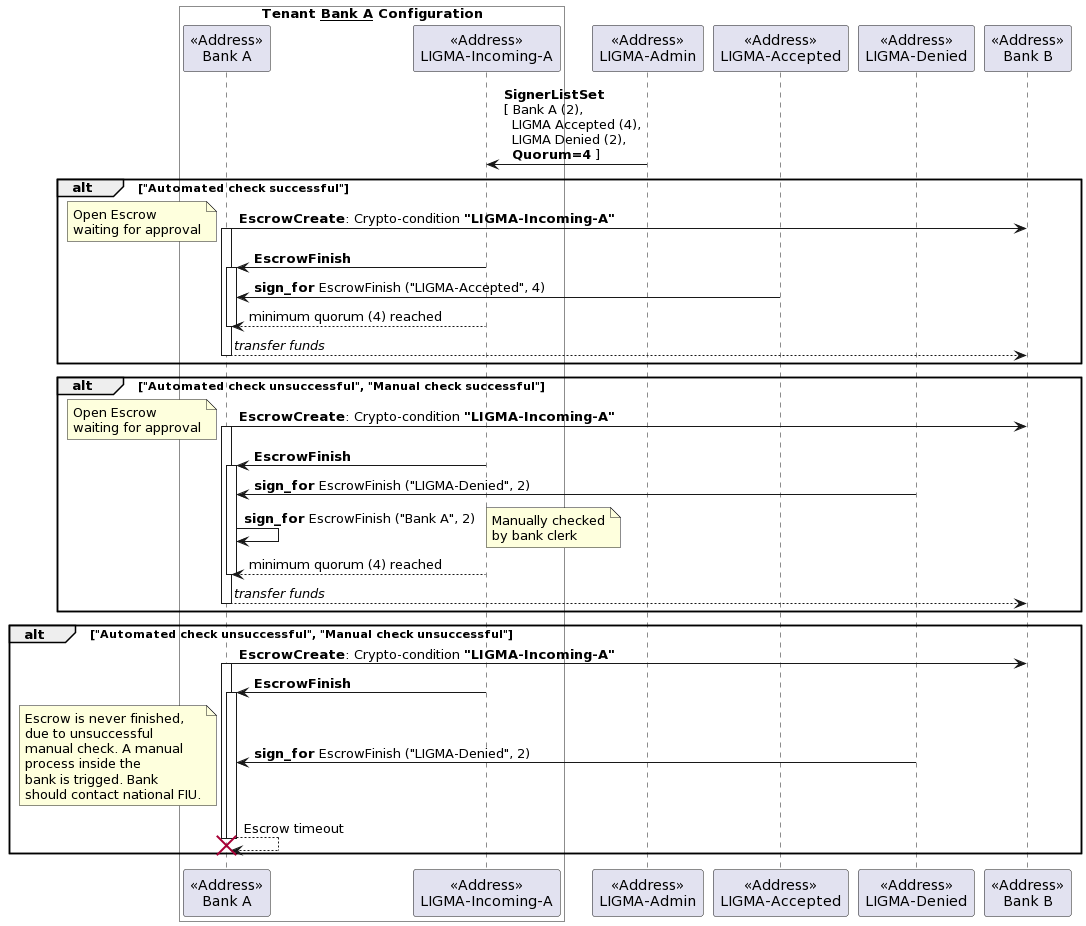 Tenant Bank A Configuration
«Address»
Bank A
«Address»
LIGMA-Incoming-A
«Address»
LIGMA-Admin
«Address»
LIGMA-Accepted
«Address»
LIGMA-Denied
«Address»
Bank B
SignerListSet
[ Bank A (2),
LIGMA Accepted (4),
LIGMA Denied (2),
Quorum=4 ]
alt
["Automated check successful"]
Open Escrow
waiting for approval
EscrowCreate: Crypto-condition "LIGMA-Incoming-A"
EscrowFinish
sign_for EscrowFinish ("LIGMA-Accepted", 4)
minimum quorum (4) reached
transfer funds
alt
["Automated check unsuccessful", "Manual check successful"]
Open Escrow
waiting for approval
EscrowCreate: Crypto-condition "LIGMA-Incoming-A"
EscrowFinish
sign_for EscrowFinish ("LIGMA-Denied", 2)
sign_for EscrowFinish ("Bank A", 2)
Manually checked
by bank clerk
minimum quorum (4) reached
transfer funds
alt
["Automated check unsuccessful", "Manual check unsuccessful"]
EscrowCreate: Crypto-condition "LIGMA-Incoming-A"
EscrowFinish
Escrow is never finished,
due to unsuccessful
manual check. A manual
process inside the
bank is trigged. Bank
should contact national FIU.
sign_for EscrowFinish ("LIGMA-Denied", 2)
Escrow timeout
«Address»
Bank A
«Address»
LIGMA-Incoming-A
«Address»
LIGMA-Admin
«Address»
LIGMA-Accepted
«Address»
LIGMA-Denied
«Address»
Bank B